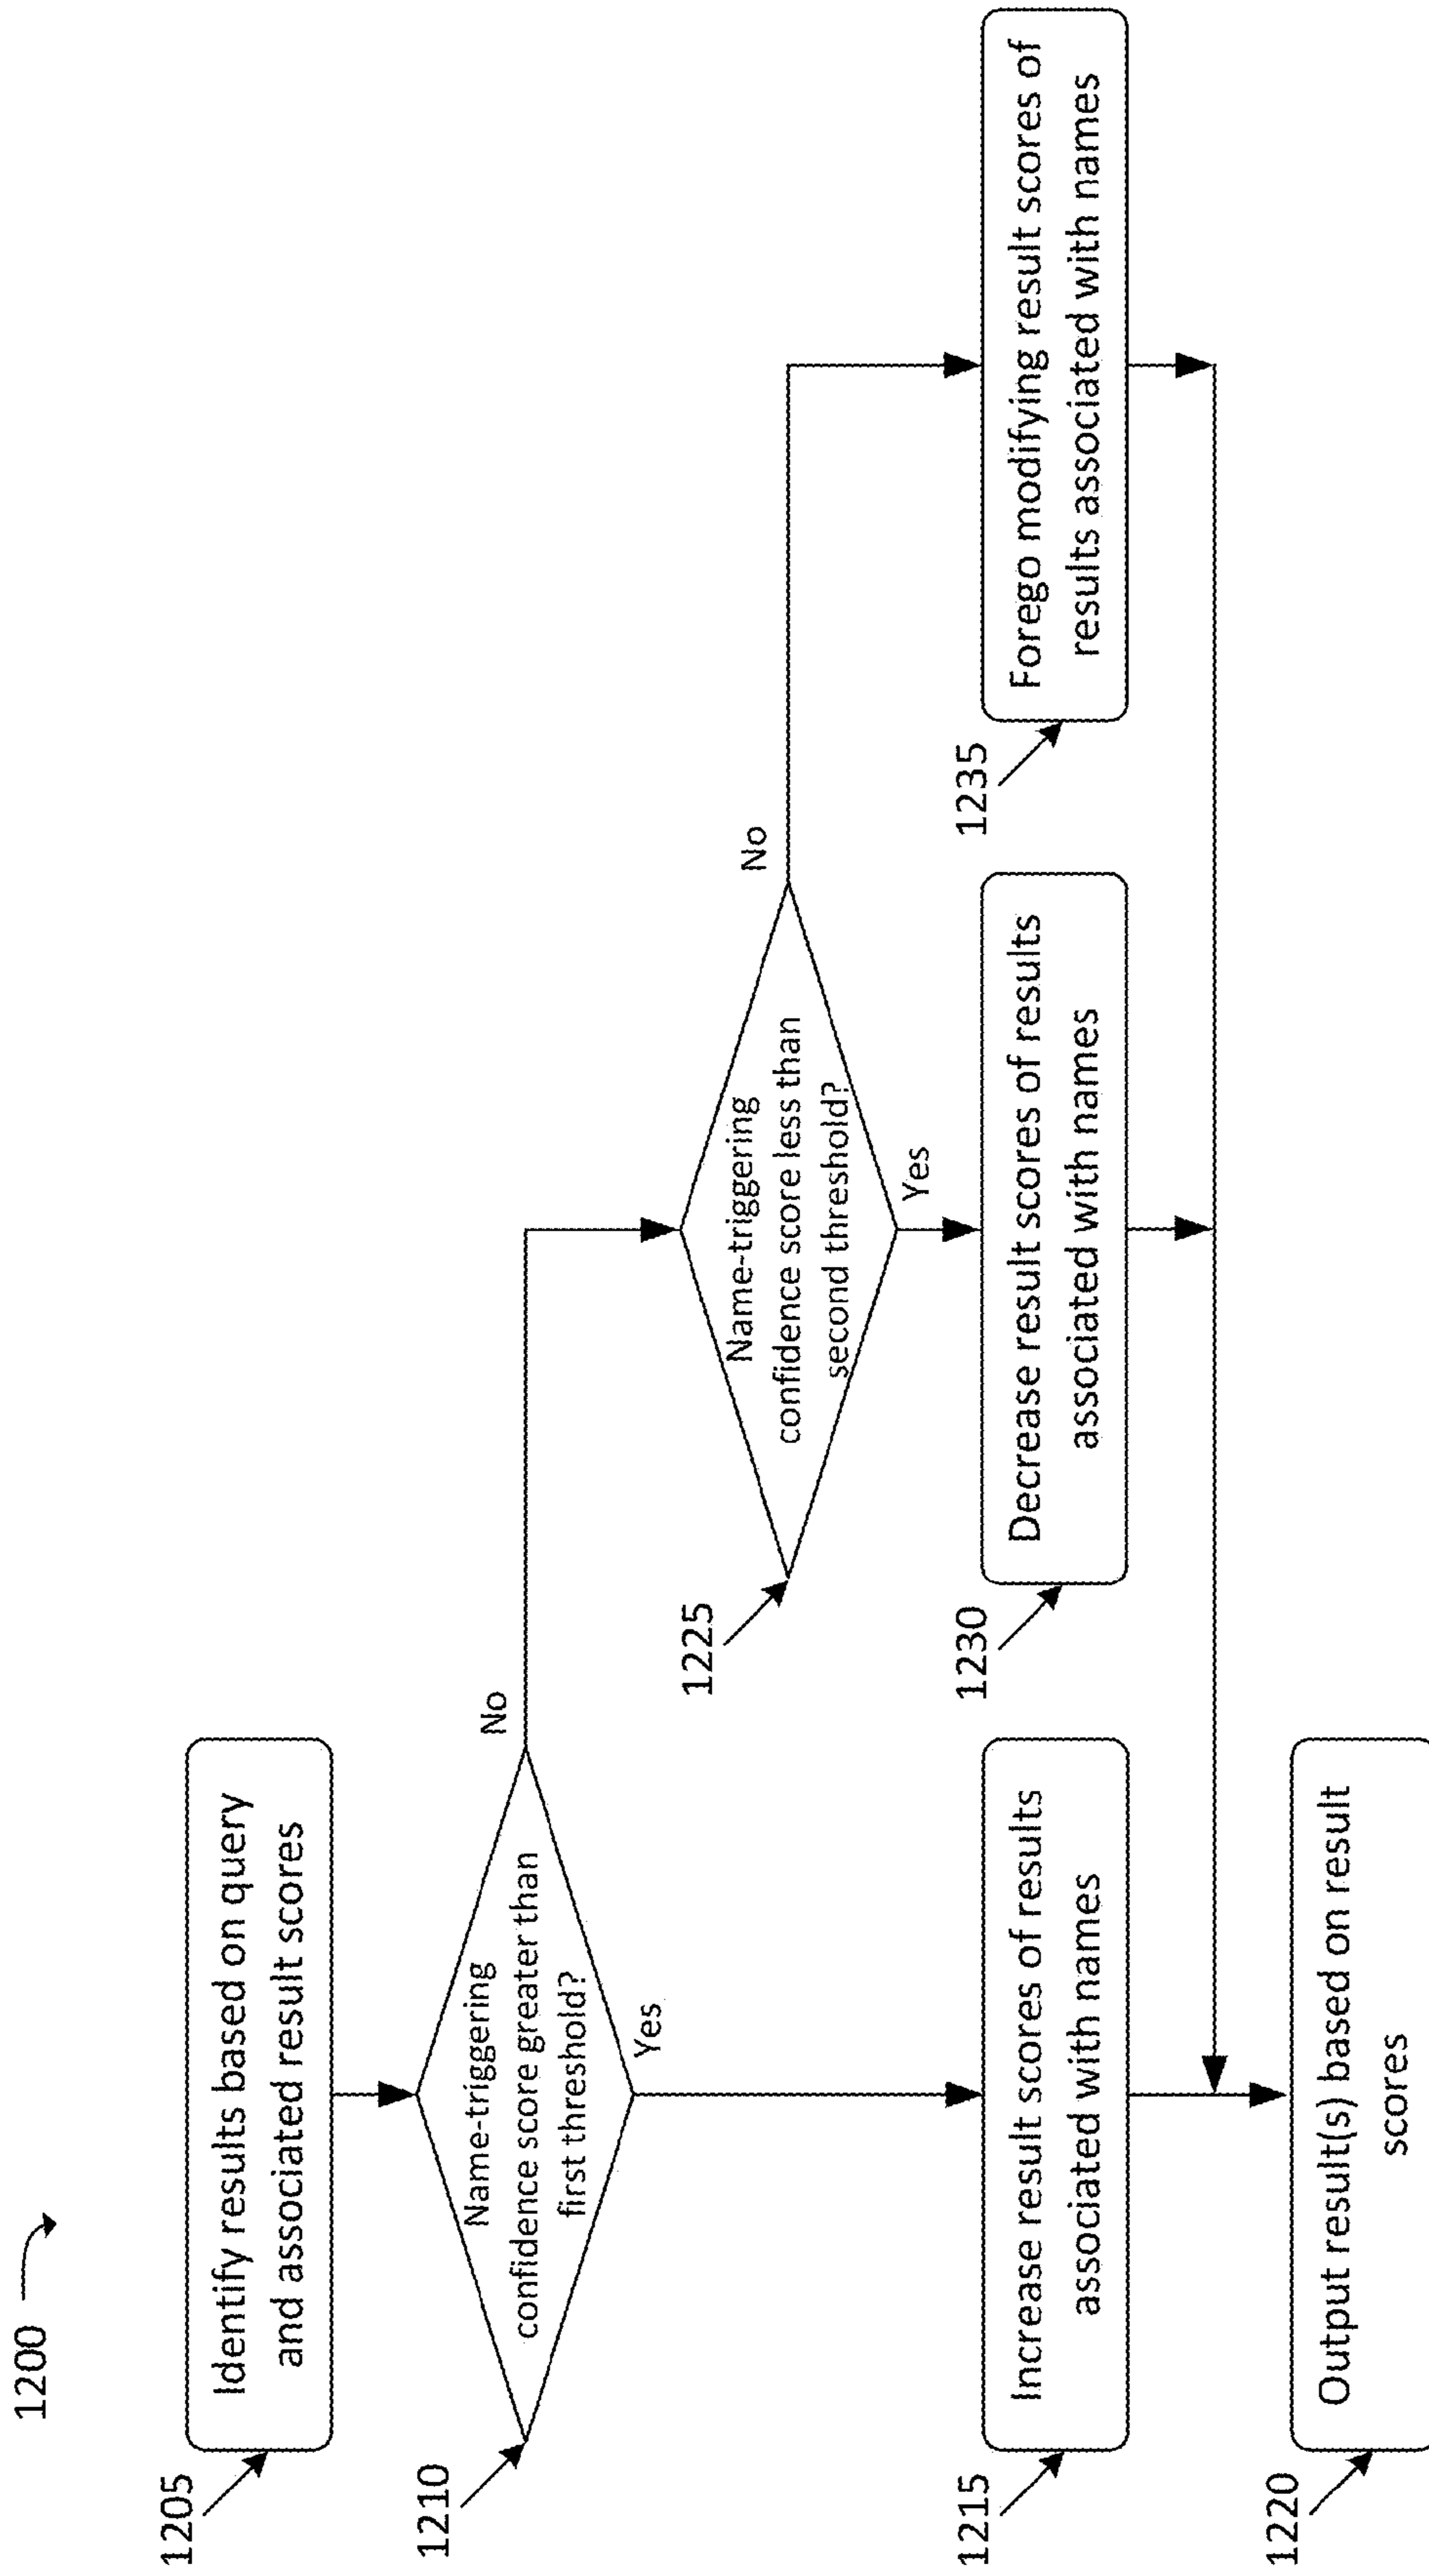 1200
1205
Identify results based on query
and associated result scores
1210
Name-triggering
confidence score greater than
first threshold?
No
Yes
1225
Name-triggering
confidence score less than
second threshold?
No
Yes
1215
Increase result scores of results
associated with names
1230
Decrease result scores of results
associated with names
1235
Forego modifying result scores of
results associated with names
1220
Output result(s) based on result
scores